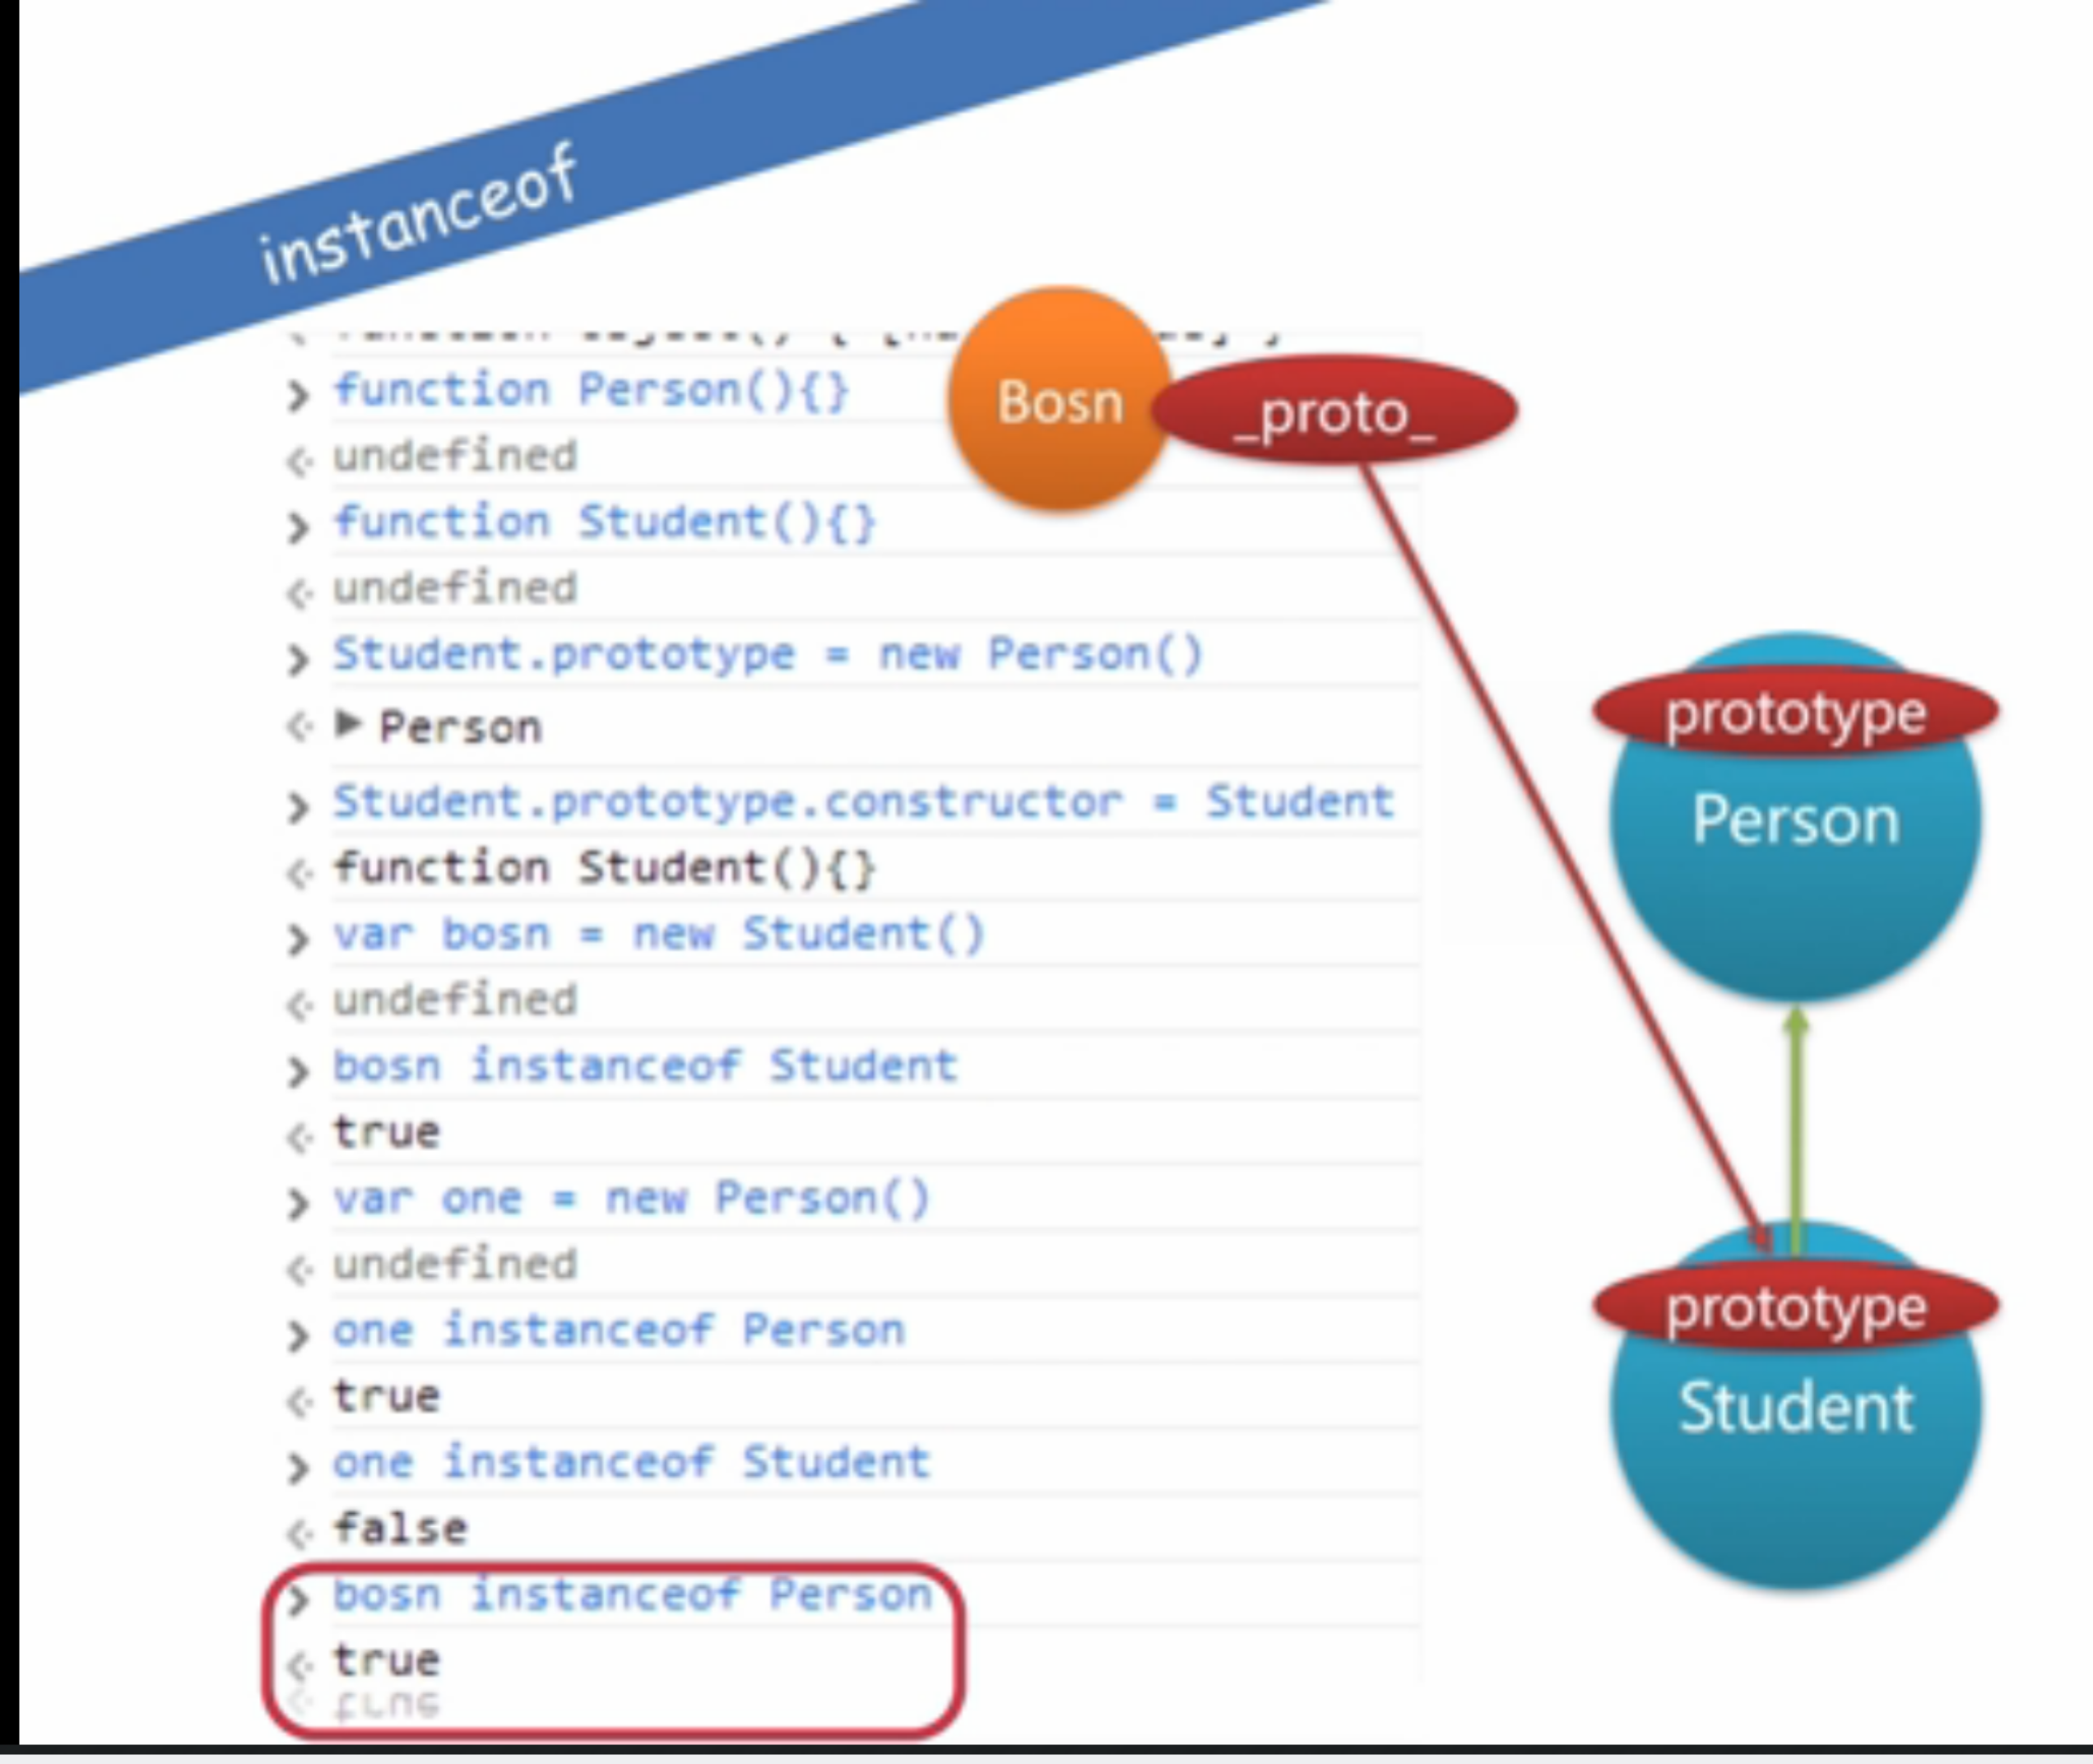 instanceof
function Person(){}
undefined
function Student(){}
undefined
Student.prototype = new Person()
Person
Student.prototype.constructor = Student
function Student(){}
var bosn = new Student()
undefined
bosn instanceof Student
true
var one = new Person()
undefined
one instanceof Person
true
one instanceof Student
false
bosn instanceof Person
true
Bosn
_proto_
prototype
Person
prototype
Student